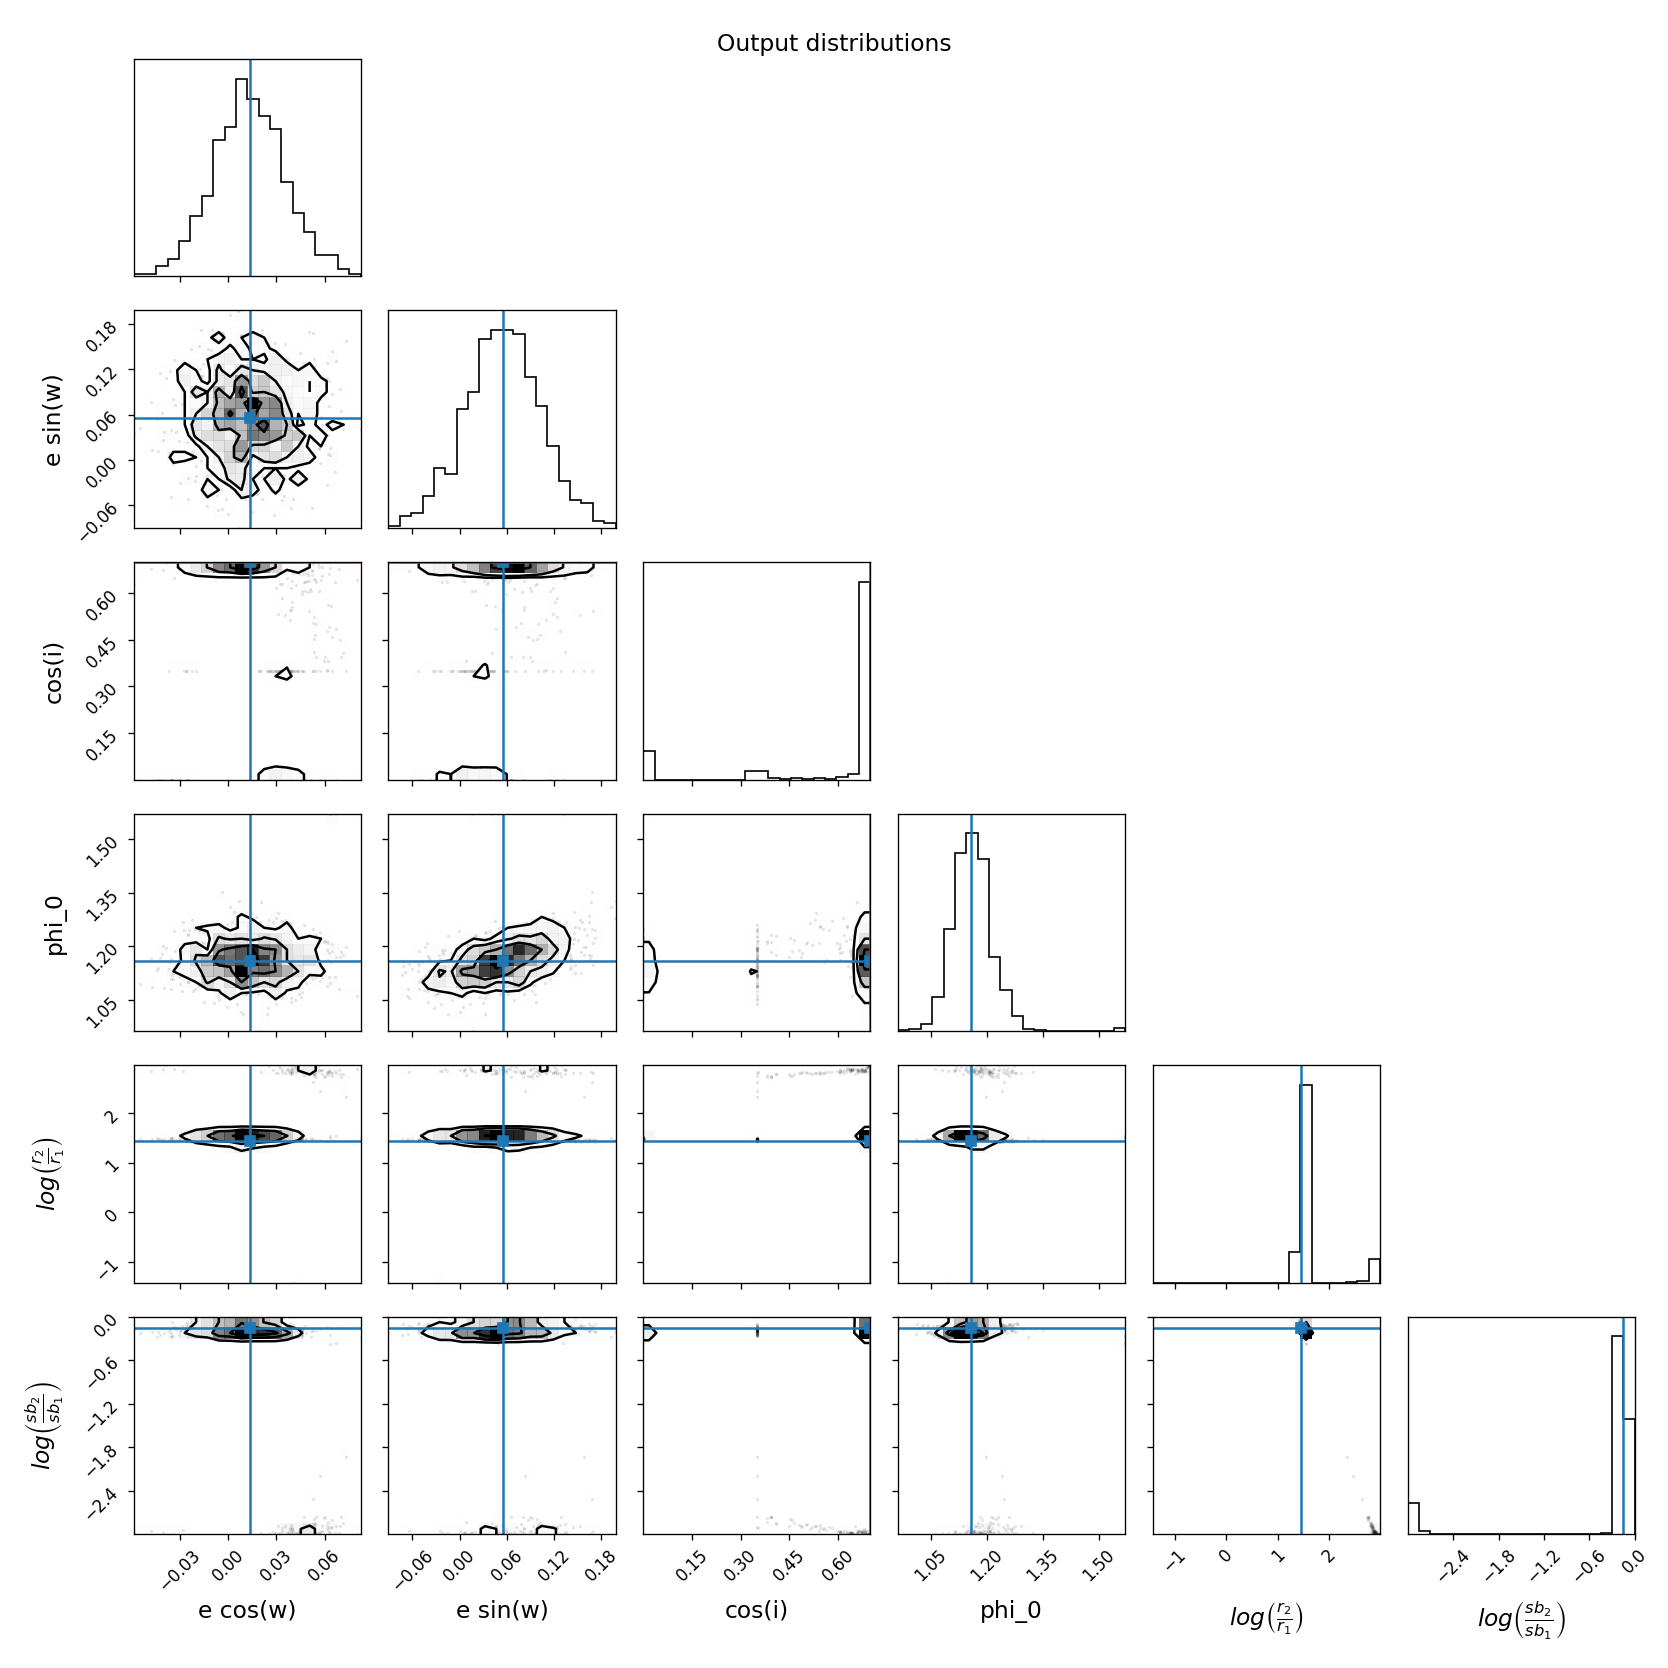 Output distributions
e sin(w)
0.18
0.12
0.06
0.00
−0.06
cos(i)
0.60
0.45
0.30
0.15
phi_0
1.50
1.35
1.20
1.05
log(r₂/r₁)
2
1
0
−1
log(sb₂/sb₁)
0.0
−0.6
−1.2
−1.8
−2.4
−0.03 0.00 0.03 0.06
−0.06 0.00 0.06 0.12 0.18
0.15 0.30 0.45 0.60
1.05 1.20 1.35 1.50
−1 0 1 2
−2.4 −1.8 −1.2 −0.6 0.0
e cos(w)
e sin(w)
cos(i)
phi_0
log(r₂/r₁)
log(sb₂/sb₁)